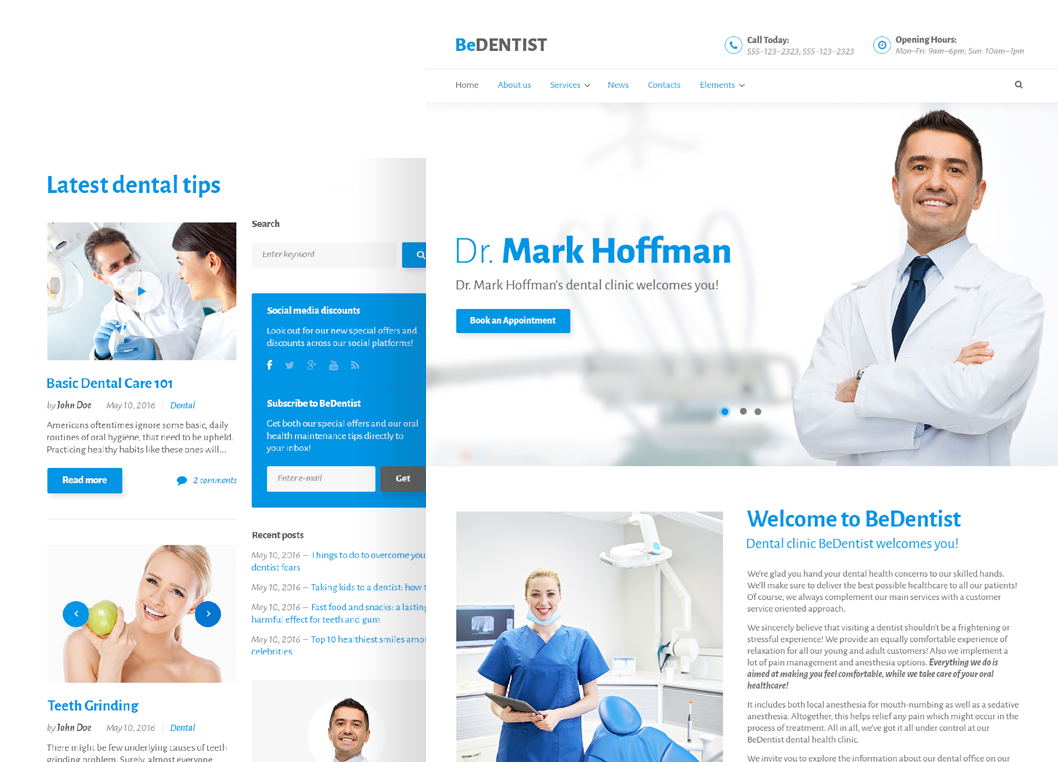 BeDENTIST
Call Today:
555–123–2323; 555–123–2323
Opening Hours:
Mon–Fri: 9am–6pm; Sun: 10am–1pm
Home About us Services News Contacts Elements
Dr. Mark Hoffman
Dr. Mark Hoffman's dental clinic welcomes you!
Book an Appointment
Latest dental tips
Basic Dental Care 101
by John Doe May 10, 2016 Dental
Americans oftentimes ignore some basic, daily
routines of oral hygiene, that need to be upheld.
Practicing healthy habits like these ones will...
Read more 2 comments
Teeth Grinding
by John Doe May 10, 2016 Dental
There might be few underlying causes of teeth
grinding problem. Surely, almost everyone
Search
Enter keyword
Social media discounts
Look out for our new special offers and
discounts across our social platforms!
Subscribe to BeDentist
Get both our special offers and our oral
health maintenance tips directly to
your inbox!
Enter e-mail Get
Recent posts
May 10, 2016 – Things to do to overcome you
dentist fears
May 10, 2016 – Taking kids to a dentist: how
May 10, 2016 – Fast food and snacks: a lasting
harmful effect for teeth and gum
May 10, 2016 – Top 10 healthiest smiles
celebrities
Welcome to BeDentist
Dental clinic BeDentist welcomes you!
We're glad you hand your dental health concerns to our skilled hands.
We'll make sure to deliver the best possible healthcare to all our patients!
Of course, we always complement our main services with a customer
service oriented approach.
We sincerely believe that visiting a dentist shouldn't be a frightening or
stressful experience! We provide an equally comfortable experience of
relaxation for all our young and adult customers! Also we implement a
lot of pain management and anesthesia options. Everything we do is
aimed at making you feel comfortable, while we take care of your oral
healthcare!
It includes both local anesthesia for mouth-numbing as well as a sedative
anesthesia. Altogether, this helps relief any pain which might occur in the
process of treatment. All in all, we've got it all under control at our
BeDentist dental health clinic.
We invite you to explore the information about our dental office on our